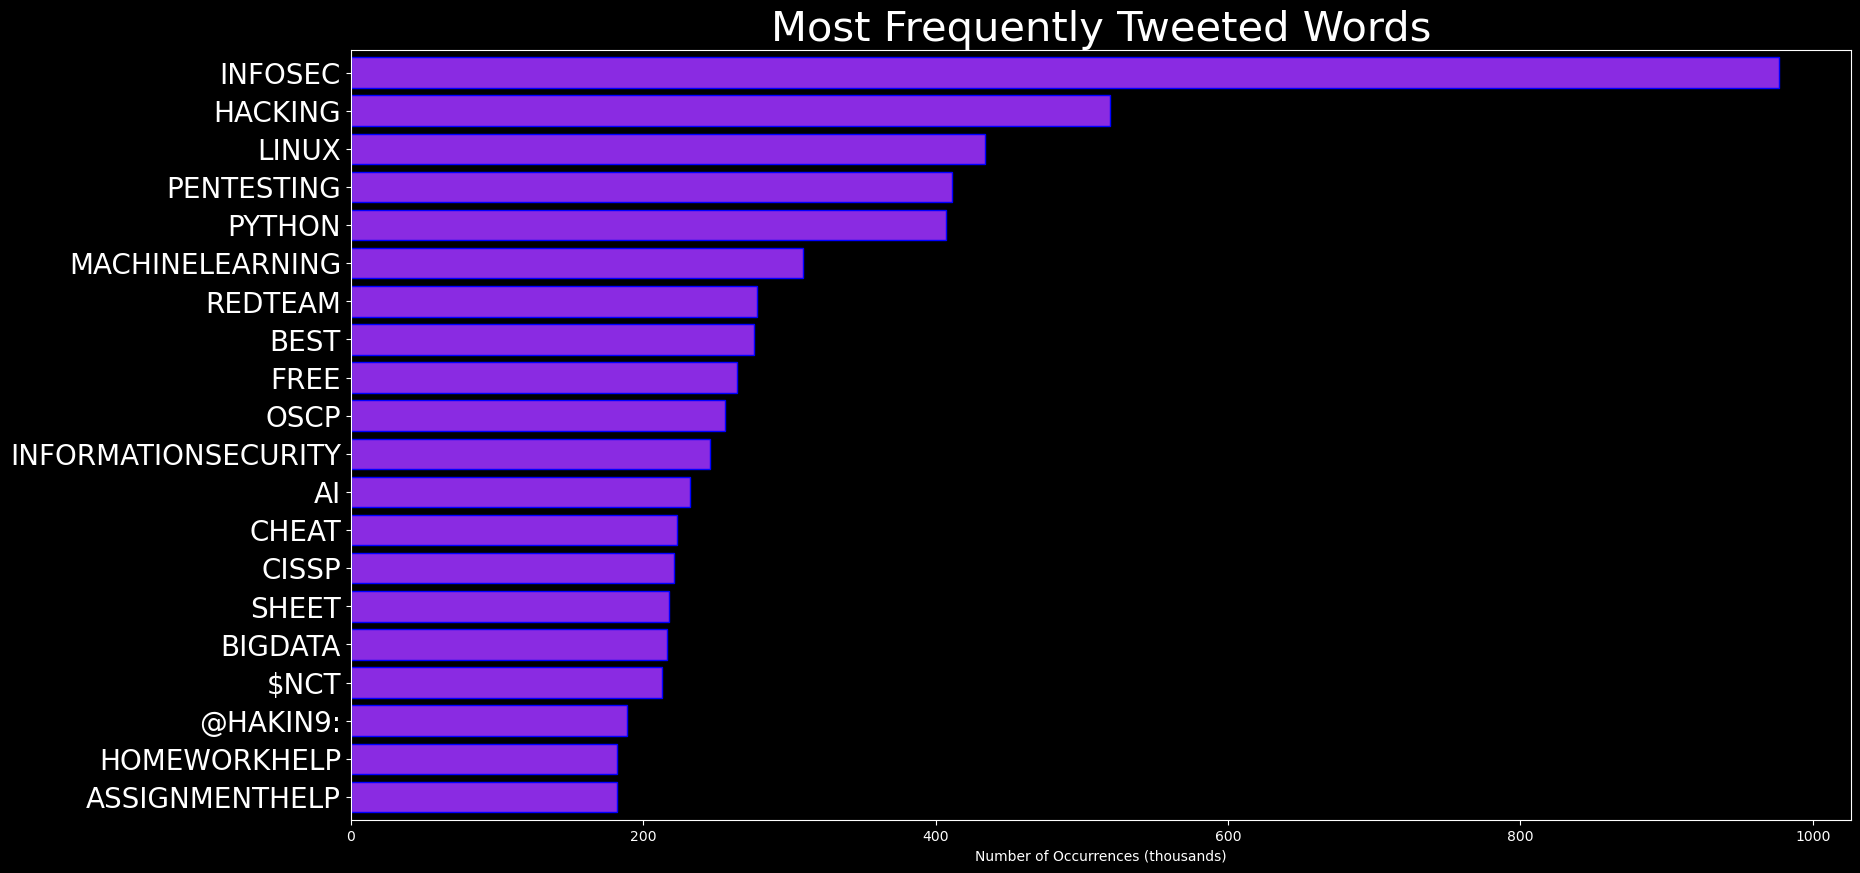 Most Frequently Tweeted Words
INFOSEC
HACKING
LINUX
PENTESTING
PYTHON
MACHINELEARNING
REDTEAM
BEST
FREE
OSCP
INFORMATIONSECURITY
AI
CHEAT
CISSP
SHEET
BIGDATA
$NCT
@HAKIN9:
HOMEWORKHELP
ASSIGNMENTHELP
0 200 400 600 800 1000
Number of Occurrences (thousands)